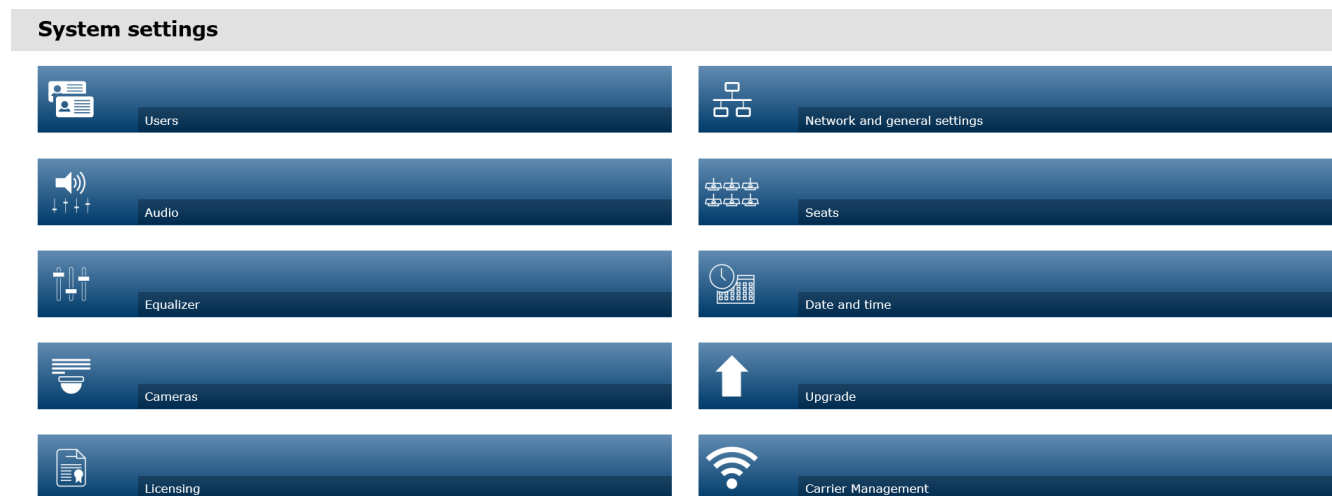 System settings
Users
Network and general settings
Audio
Seats
Equalizer
Date and time
Cameras
Upgrade
Licensing
Carrier Management